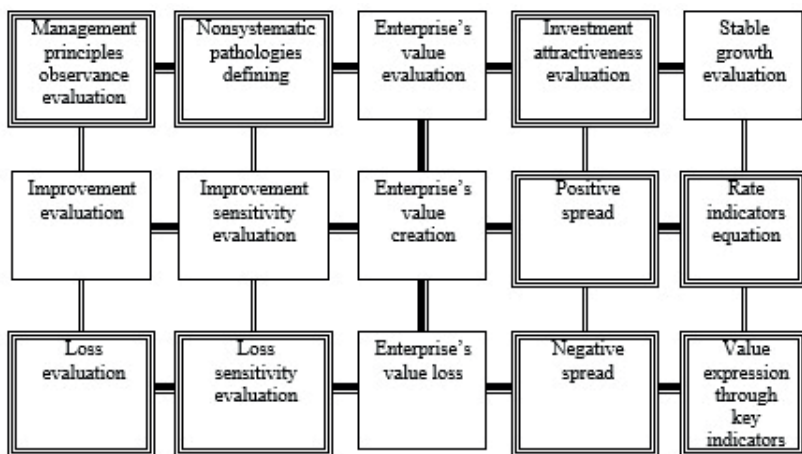 Management
principles
observance
evaluation
Nonsystematic
pathologies
defining
Enterprise's
value
evaluation
Investment
attractiveness
evaluation
Stable
growth
evaluation
Improvement
evaluation
Improvement
sensitivity
evaluation
Enterprise's
value
creation
Positive
spread
Rate
indicators
equation
Loss
evaluation
Loss
sensitivity
evaluation
Enterprise's
value loss
Negative
spread
Value
expression
through
key
indicators